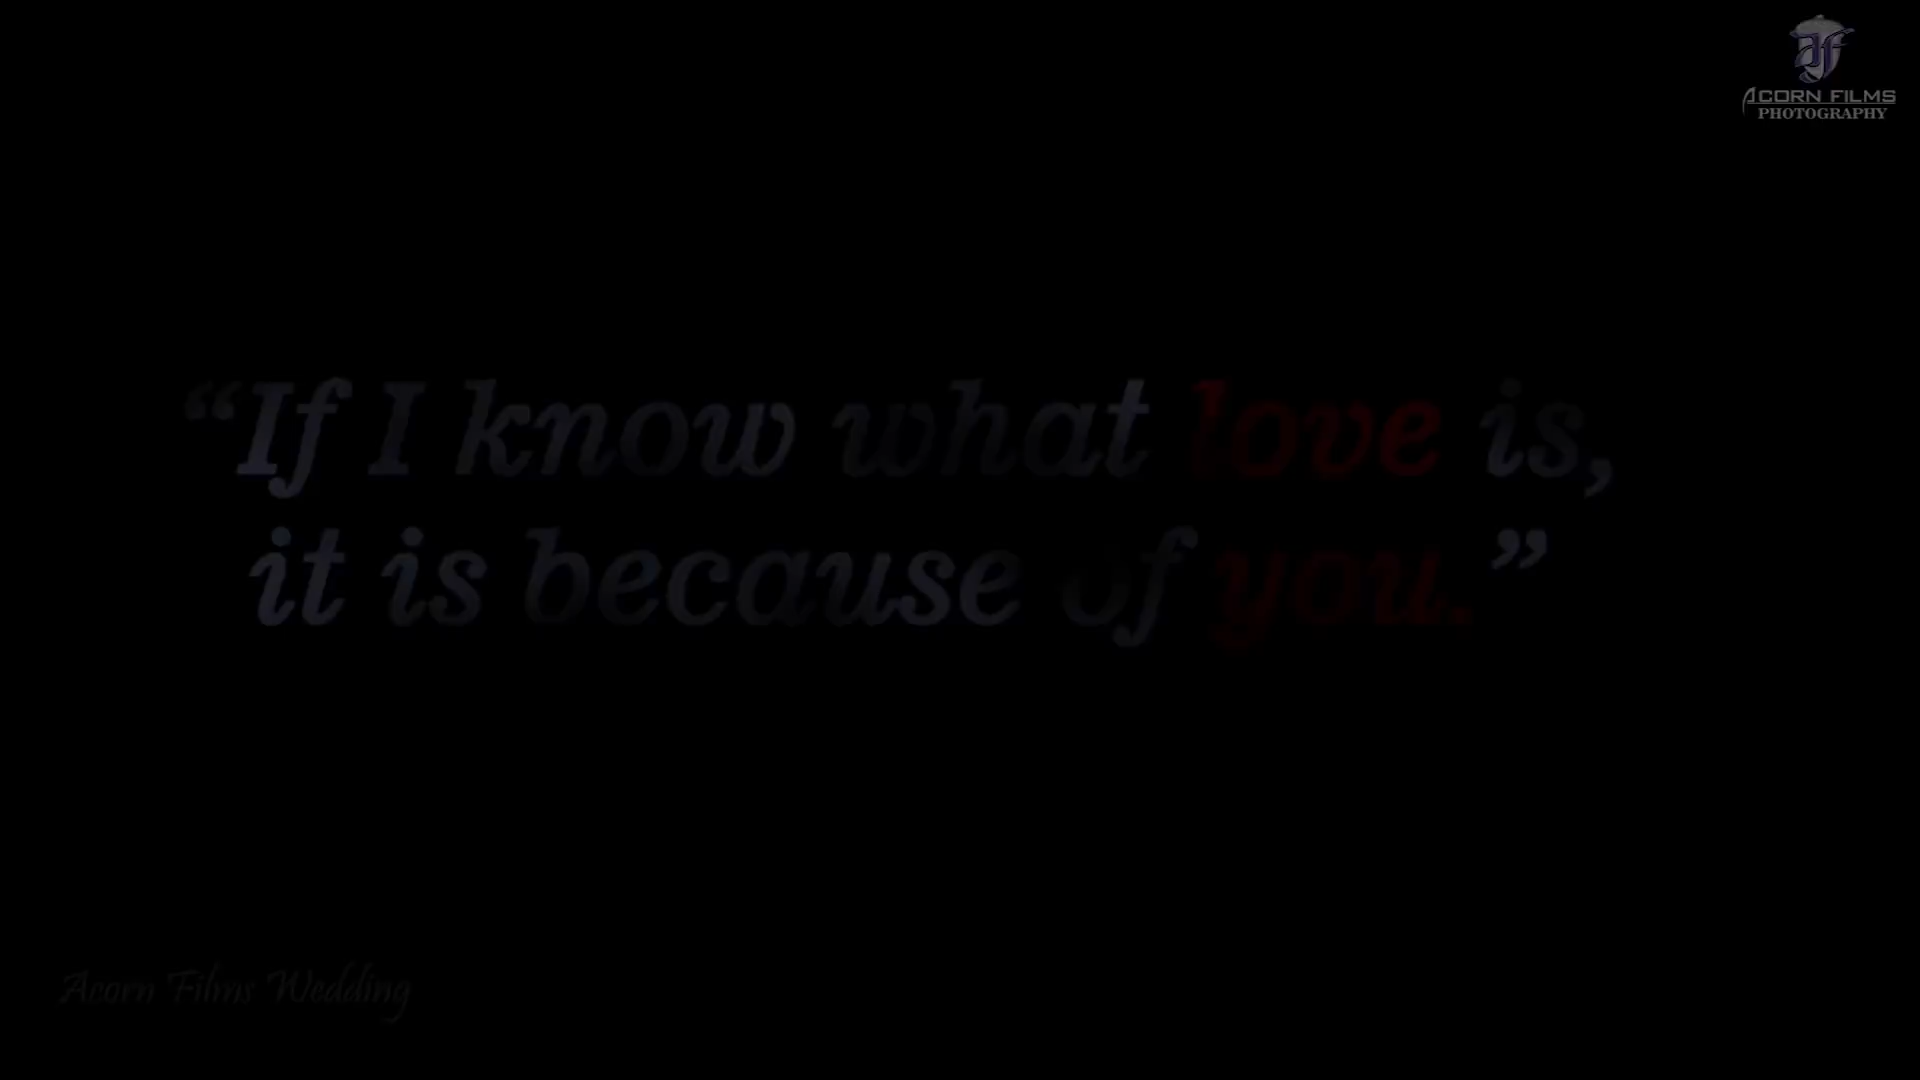 ACORN FILMS
PHOTOGRAPHY
“If I know what love is,
it is because of you.”
Acorn Films Wedding